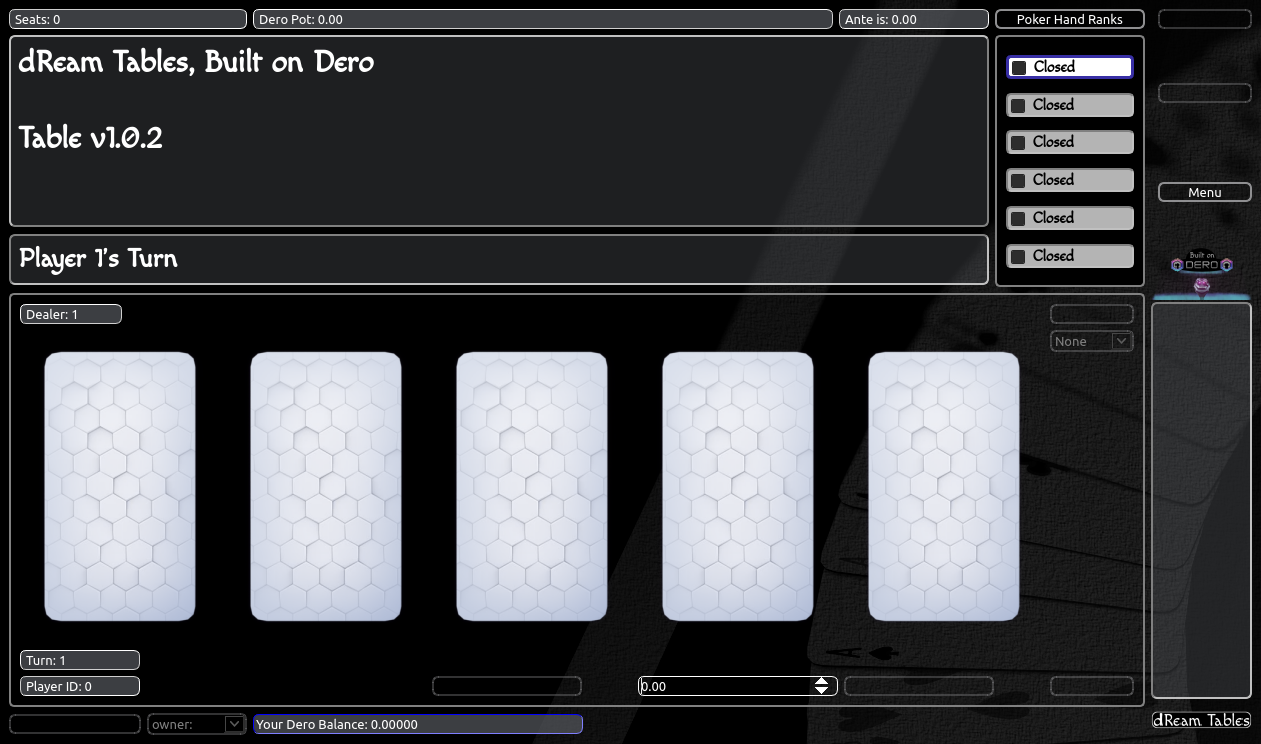 Seats: 0
Dero Pot: 0.00
Ante is: 0.00
Poker Hand Ranks
dReam Tables, Built on Dero
Table v1.0.2
Closed
Closed
Closed
Closed
Closed
Closed
Menu
Player 1's Turn
Built on
DERO
Dealer: 1
None
A
A
Turn: 1
Player ID: 0
0.00
owner:
Your Dero Balance: 0.00000
dReam Tables